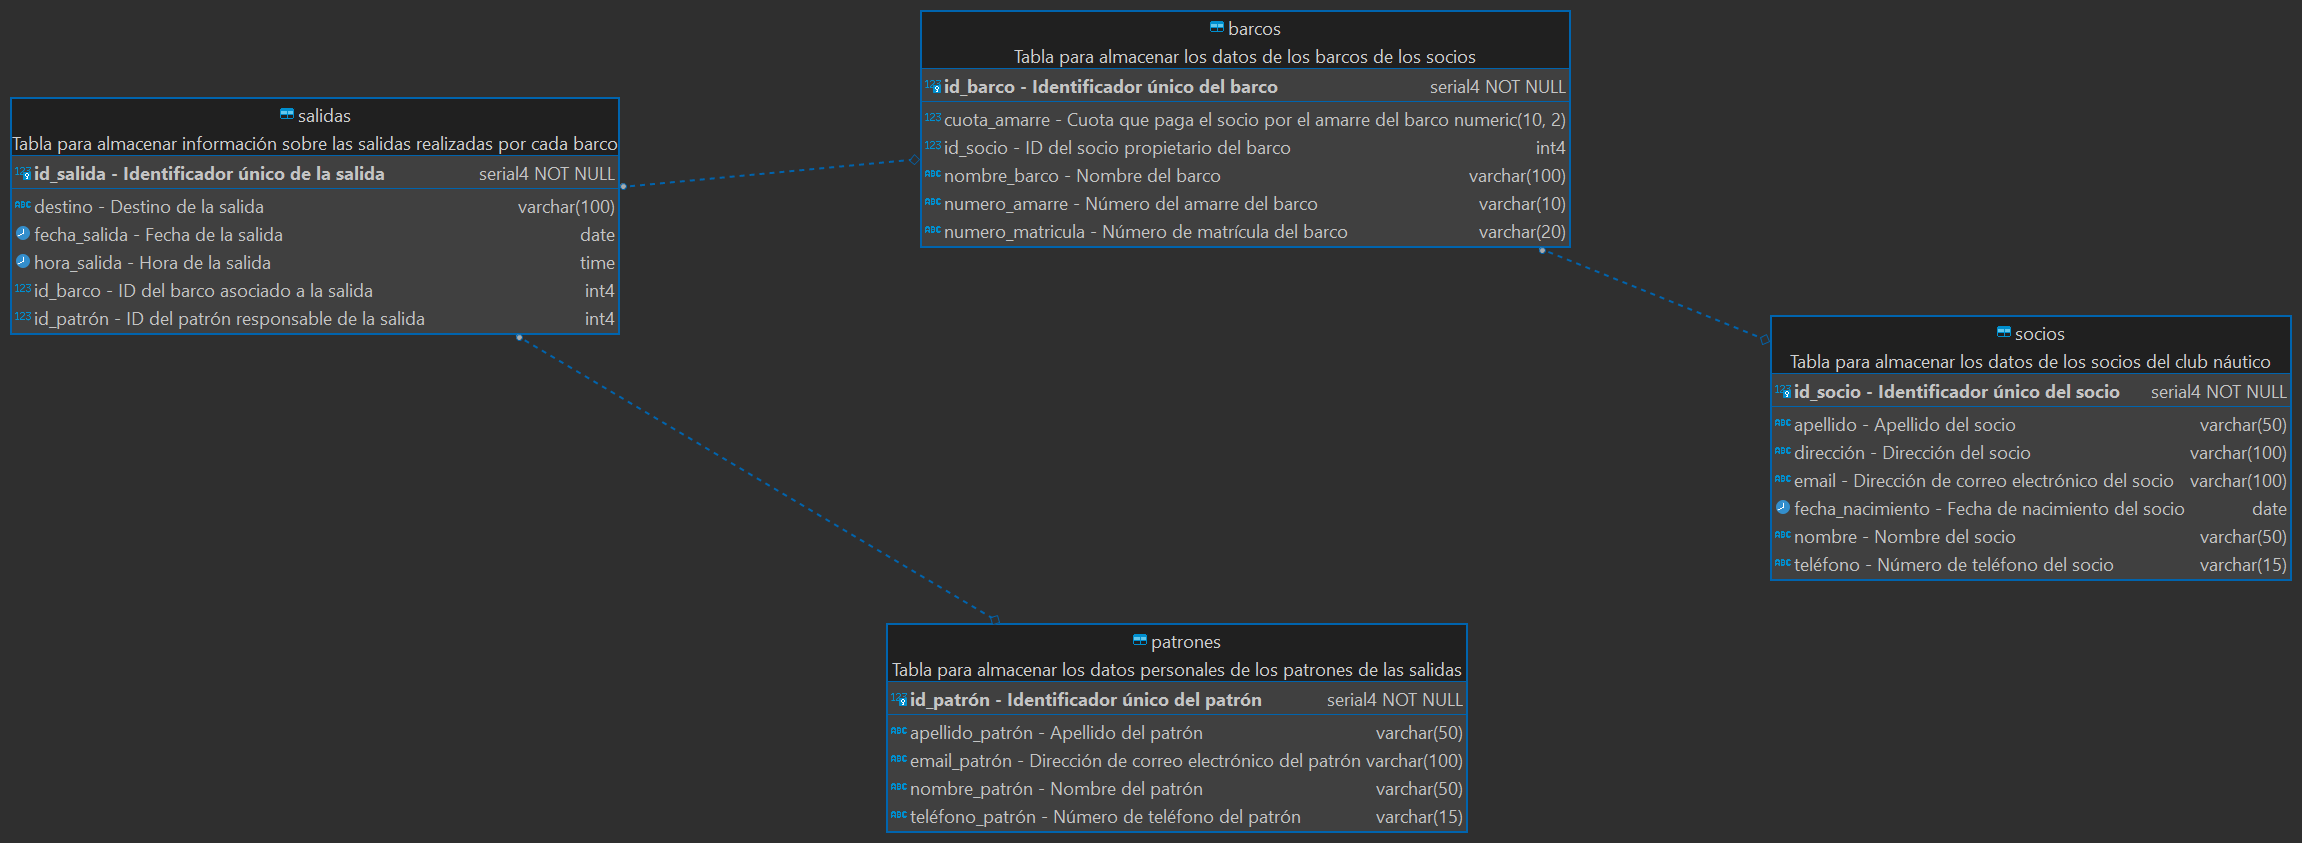 salidas
Tabla para almacenar información sobre las salidas realizadas por cada barco
id_salida - Identificador único de la salida serial4 NOT NULL
destino - Destino de la salida varchar(100)
fecha_salida - Fecha de la salida date
hora_salida - Hora de la salida time
id_barco - ID del barco asociado a la salida int4
id_patrón - ID del patrón responsable de la salida int4
barcos
Tabla para almacenar los datos de los barcos de los socios
id_barco - Identificador único del barco serial4 NOT NULL
cuota_amarre - Cuota que paga el socio por el amarre del barco numeric(10, 2)
id_socio - ID del socio propietario del barco int4
nombre_barco - Nombre del barco varchar(100)
numero_amarre - Número del amarre del barco varchar(10)
numero_matricula - Número de matrícula del barco varchar(20)
socios
Tabla para almacenar los datos de los socios del club náutico
id_socio - Identificador único del socio serial4 NOT NULL
apellido - Apellido del socio varchar(50)
dirección - Dirección del socio varchar(100)
email - Dirección de correo electrónico del socio varchar(100)
fecha_nacimiento - Fecha de nacimiento del socio date
nombre - Nombre del socio varchar(50)
teléfono - Número de teléfono del socio varchar(15)
patrones
Tabla para almacenar los datos personales de los patrones de las salidas
id_patrón - Identificador único del patrón serial4 NOT NULL
apellido_patrón - Apellido del patrón varchar(50)
email_patrón - Dirección de correo electrónico del patrón varchar(100)
nombre_patrón - Nombre del patrón varchar(50)
teléfono_patrón - Número de teléfono del patrón varchar(15)